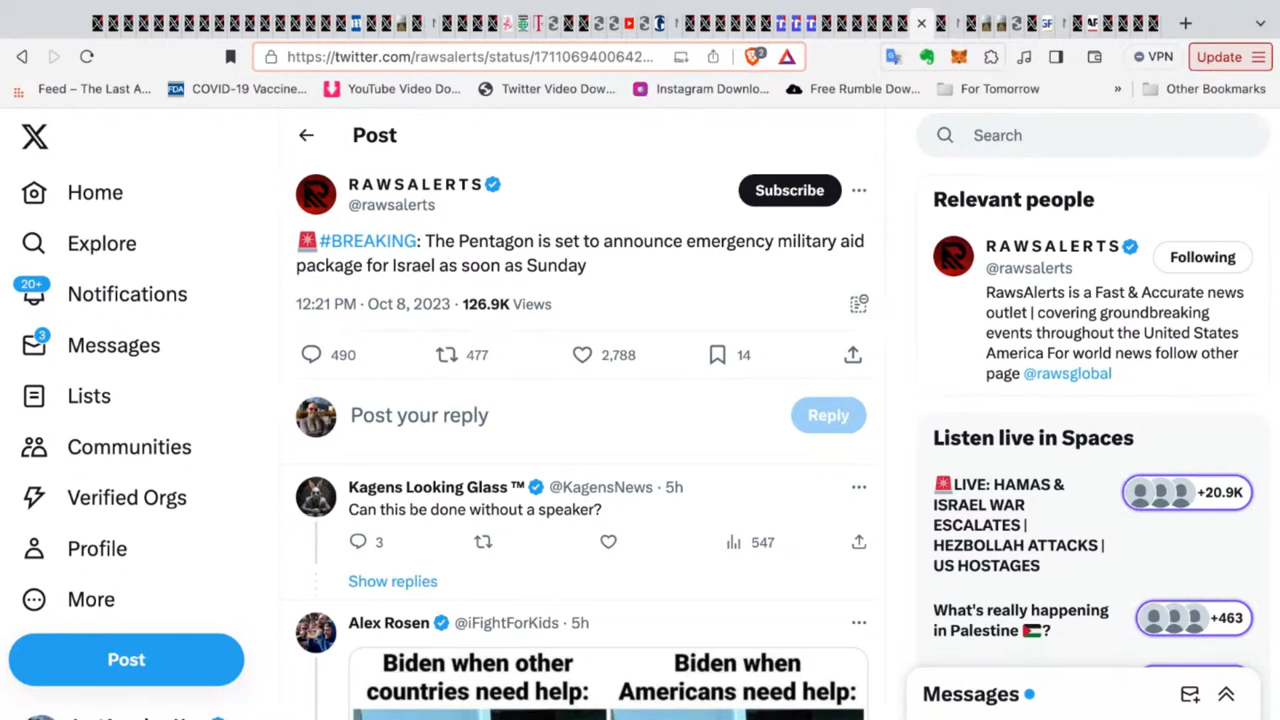 https://twitter.com/rawsalerts/status/1711069400642...
2
VPN
Update
Feed – The Last A...
COVID-19 Vaccine...
YouTube Video Do...
Twitter Video Dow...
Instagram Downlo...
Free Rumble Dow...
For Tomorrow
»
Other Bookmarks
Home
Explore
20+
Notifications
3
Messages
Lists
Communities
Verified Orgs
Profile
More
Post
Post
RAWSALERTS
@rawsalerts
Subscribe
#BREAKING: The Pentagon is set to announce emergency military aid
package for Israel as soon as Sunday
12:21 PM · Oct 8, 2023 · 126.9K Views
490
477
2,788
14
Post your reply
Reply
Kagens Looking Glass ™ @KagensNews · 5h
Can this be done without a speaker?
3
547
Show replies
Alex Rosen @iFightForKids · 5h
Biden when other
countries need help:
Biden when
Americans need help:
Search
Relevant people
RAWSALERTS
@rawsalerts
Following
RawsAlerts is a Fast & Accurate news
outlet | covering groundbreaking
events throughout the United States
America For world news follow other
page @rawsglobal
Listen live in Spaces
LIVE: HAMAS &
ISRAEL WAR
ESCALATES |
HEZBOLLAH ATTACKS |
US HOSTAGES
+20.9K
What's really happening
in Palestine 🇵🇸?
+463
Messages